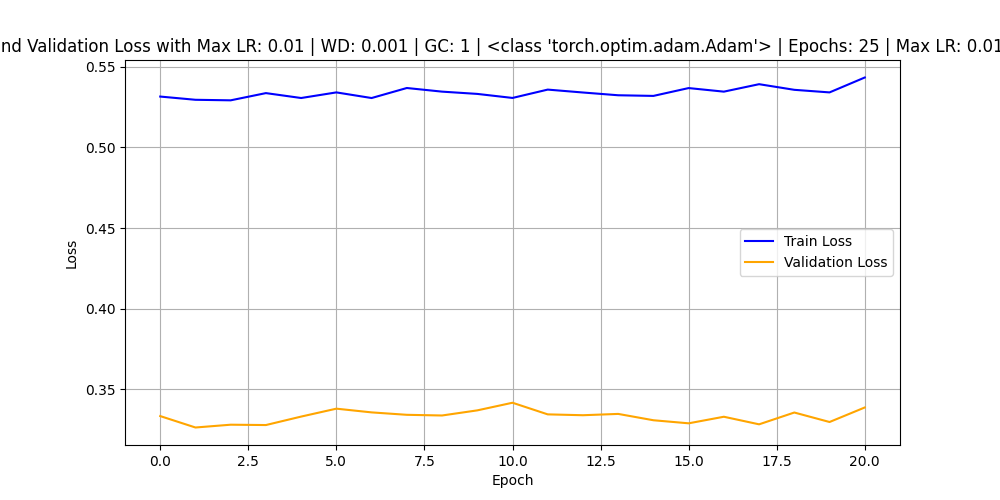 nd Validation Loss with Max LR: 0.01 | WD: 0.001 | GC: 1 | <class 'torch.optim.adam.Adam'> | Epochs: 25 | Max LR: 0.01
0.55
0.50
0.45
0.40
0.35
Loss
Train Loss
Validation Loss
0.0 2.5 5.0 7.5 10.0 12.5 15.0 17.5 20.0
Epoch